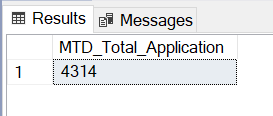 Results Messages
MTD_Total_Application
1 4314